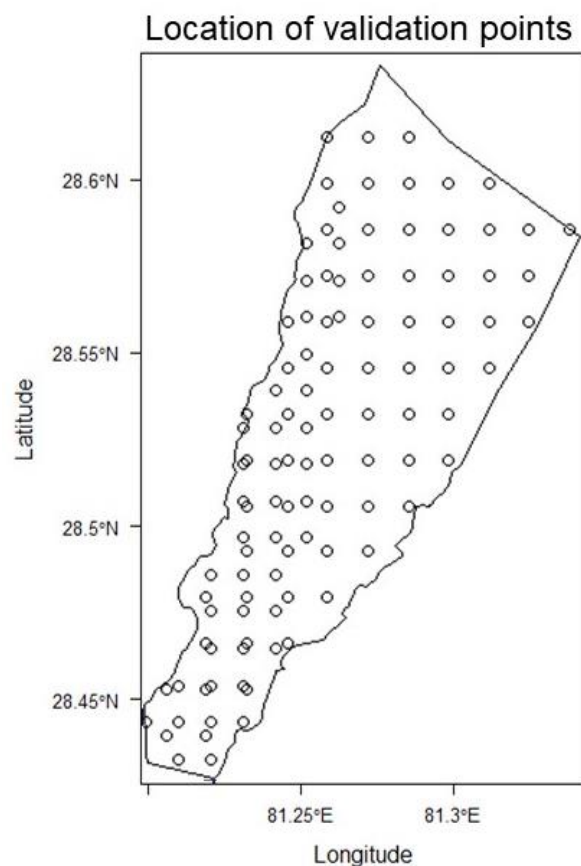 Location of validation points
28.6°N
28.55°N
28.5°N
28.45°N
Latitude
81.25°E
81.3°E
Longitude